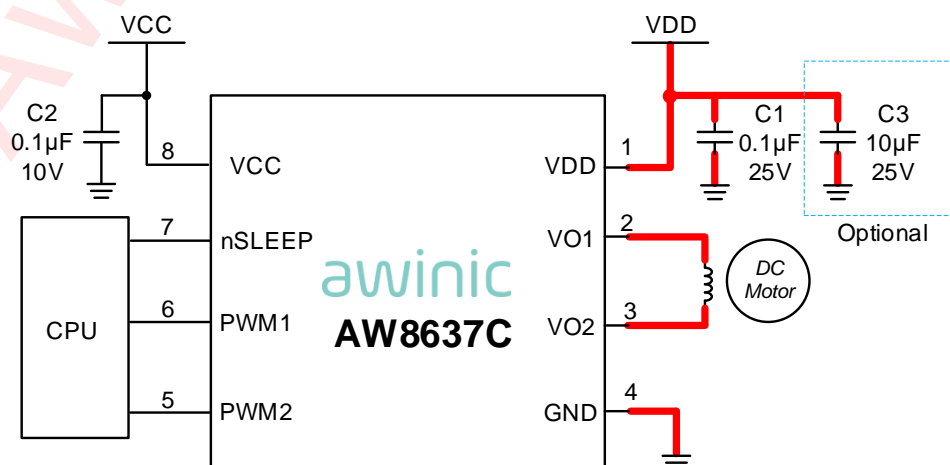 VCC
VDD
C2
0.1µF
10V
C1
0.1µF
25V
C3
10µF
25V
Optional
8
VCC
VDD
1
7
nSLEEP
VO1
2
CPU
6
PWM1
VO2
3
5
PWM2
GND
4
awinic
AW8637C
DC
Motor